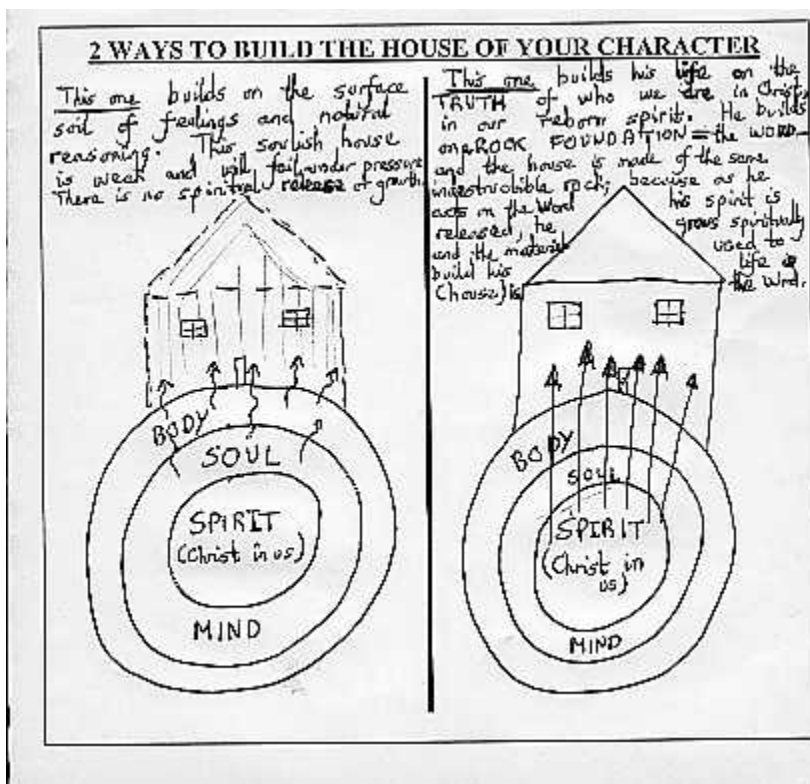 2 WAYS TO BUILD THE HOUSE OF YOUR CHARACTER
This one builds on the surface
soil of feelings and natural
reasoning. This soulish house
is weak and will fail under pressure
There is no spiritual release or growth.
BODY
SOUL
SPIRIT
(Christ in us)
MIND
This one builds his life on the
TRUTH of who we are in Christ,
in our reborn spirit. He builds
on a ROCK FOUNDATION = the WORD -
and the house is made of the same
indestructible rock; because as he
acts on the Word his spirit is
released, he grows spiritually
and the material used to
build his life is
(house) is the Word.
BODY
SOUL
SPIRIT
(Christ in
us)
MIND